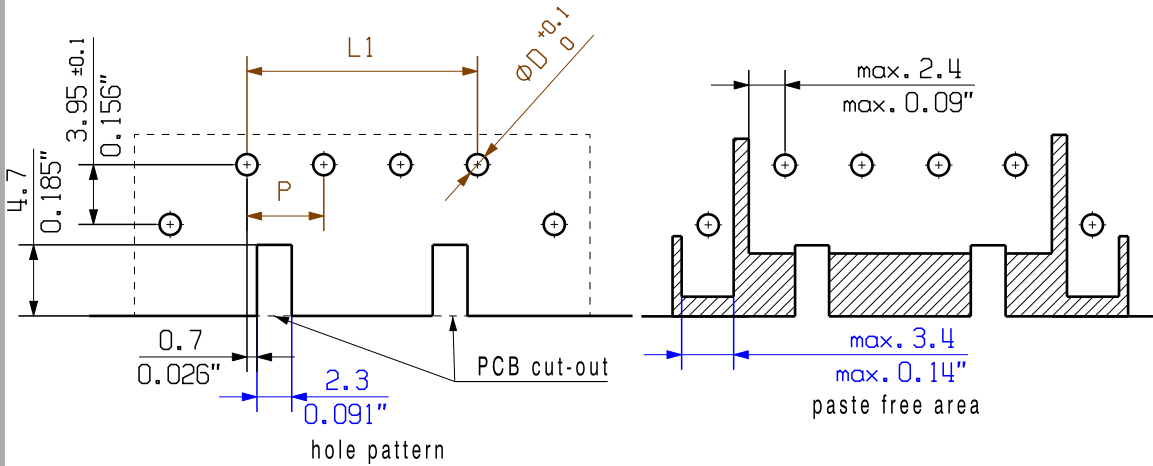 L1
ΦD +0.1 0
3.95 ±0.1
0.156"
P
4.7
0.185"
0.7
0.026"
2.3
0.091"
PCB cut-out
hole pattern
max. 2.4
max. 0.09"
max. 3.4
max. 0.14"
paste free area